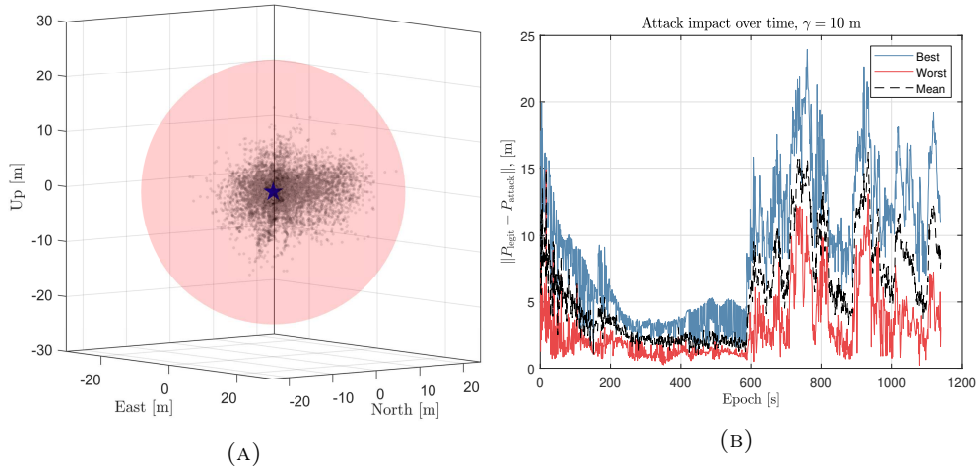 30
20
10
0
-10
-20
-30
Up [m]
-20
0
20
East [m]
-20
-10
0
10
20
North [m]
(A)
Attack impact over time, γ = 10 m
25
20
15
10
5
0
||P_legit − P_attack||, [m]
Best
Worst
Mean
0
200
400
600
800
1000
1200
Epoch [s]
(B)